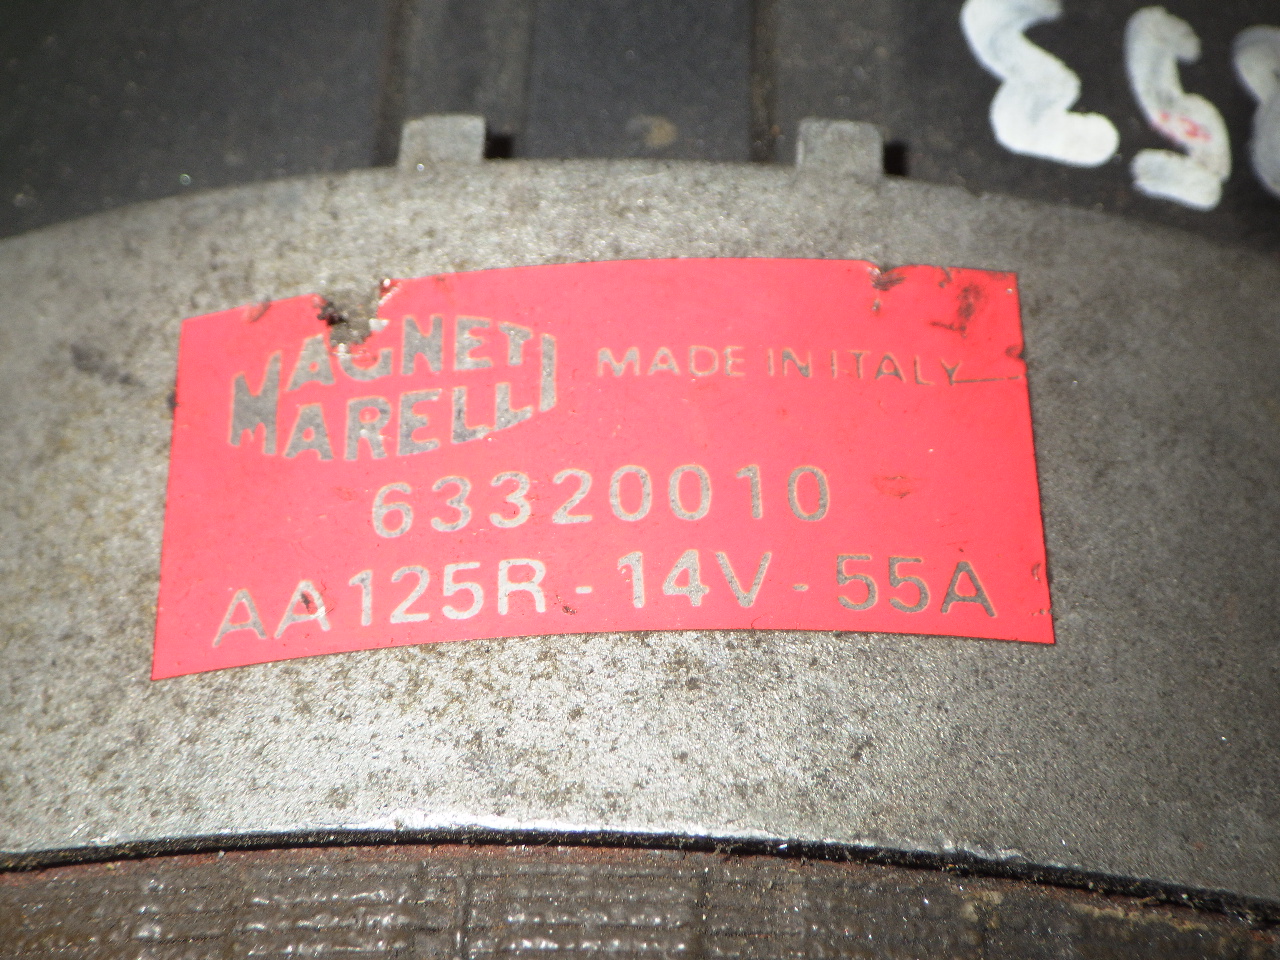 MAGNETI
MARELLI
MADE IN ITALY
63320010
AA125R - 14V - 55A